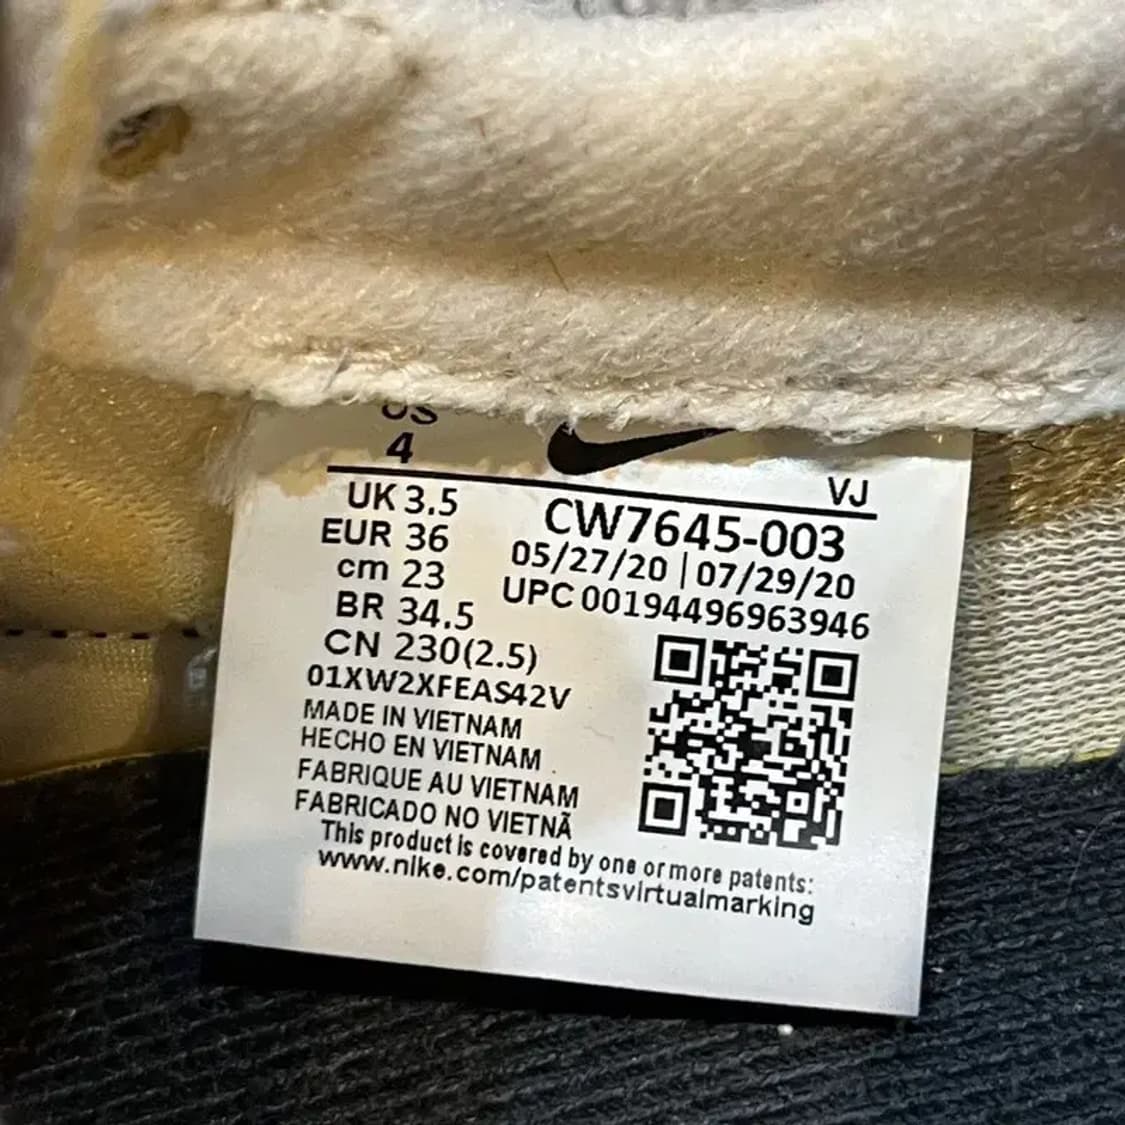 US
4
VJ
UK 3.5
CW7645-003
EUR 36
05/27/20 | 07/29/20
cm 23
UPC 00194496963946
BR 34.5
CN 230(2.5)
01XW2XFEAS42V
MADE IN VIETNAM
HECHO EN VIETNAM
FABRIQUE AU VIETNAM
FABRICADO NO VIETNÃ
This product is covered by one or more patents:
www.nike.com/patentsvirtualmarking